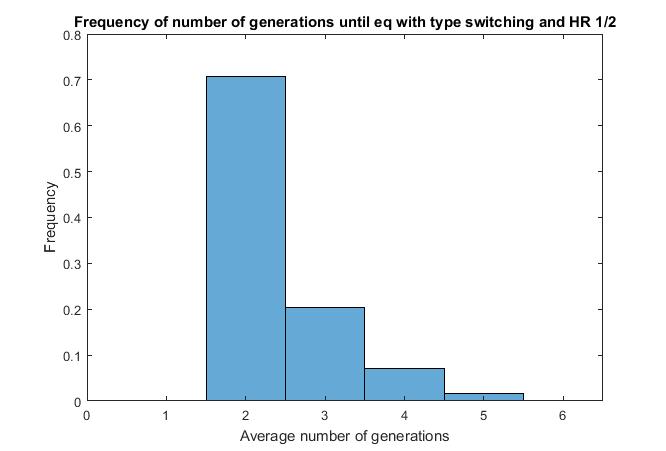 Frequency of number of generations until eq with type switching and HR 1/2
0.8
0.7
0.6
0.5
0.4
0.3
0.2
0.1
0
Frequency
0 1 2 3 4 5 6
Average number of generations